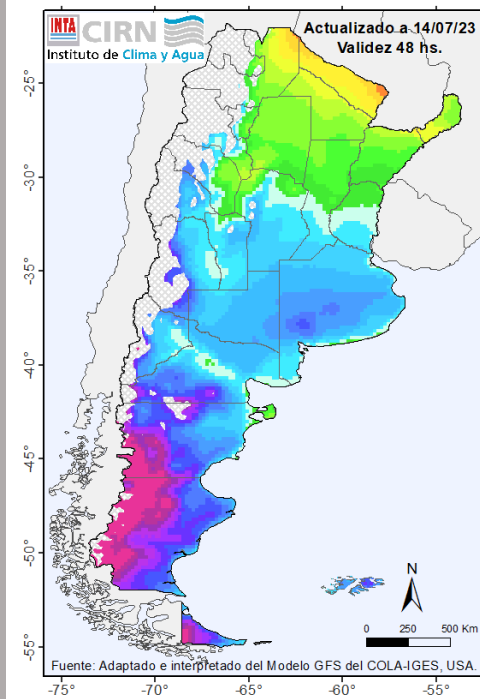 INTA CIRN
Instituto de Clima y Agua
Actualizado a 14/07/23
Validez 48 hs.
-25°
-30°
-35°
-40°
-45°
-50°
-55°
N
0 250 500 Km
Fuente: Adaptado e interpretado del Modelo GFS del COLA-IGES, USA.
-75° -70° -65° -60° -55°